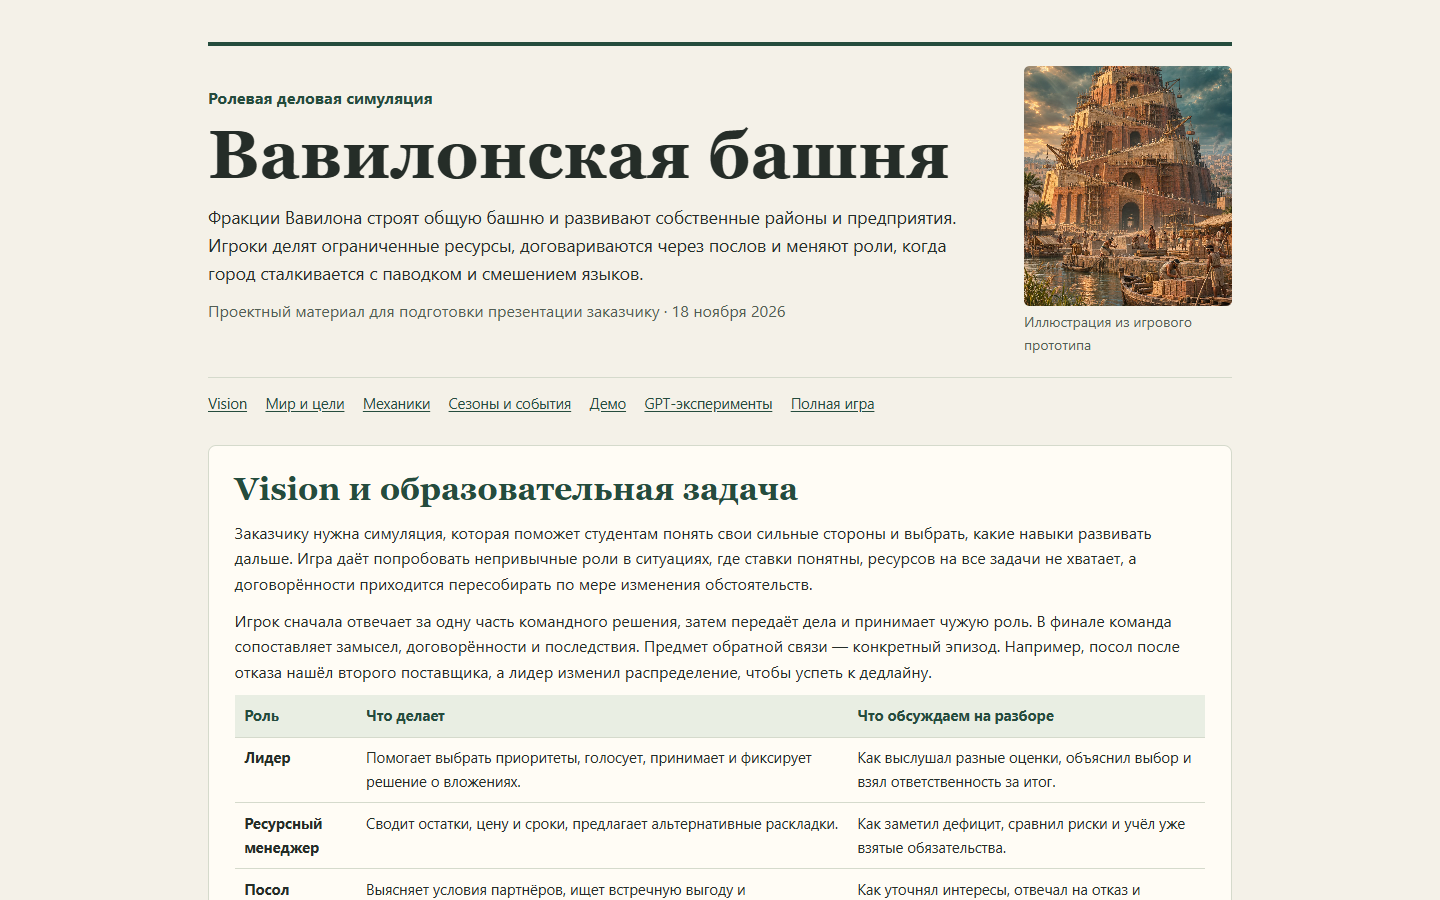 Ролевая деловая симуляция
Вавилонская башня
Фракции Вавилона строят общую башню и развивают собственные районы и предприятия.
Игроки делят ограниченные ресурсы, договариваются через послов и меняют роли, когда
город сталкивается с паводком и смешением языков.
Проектный материал для подготовки презентации заказчику · 18 ноября 2026
Иллюстрация из игрового
прототипа
Vision Мир и цели Механики Сезоны и события Демо GPT-эксперименты Полная игра
Vision и образовательная задача
Заказчику нужна симуляция, которая поможет студентам понять свои сильные стороны и выбрать, какие навыки развивать
дальше. Игра даёт попробовать непривычные роли в ситуациях, где ставки понятны, ресурсов на все задачи не хватает, а
договорённости приходится пересобирать по мере изменения обстоятельств.
Игрок сначала отвечает за одну часть командного решения, затем передаёт дела и принимает чужую роль. В финале команда
сопоставляет замысел, договорённости и последствия. Предмет обратной связи — конкретный эпизод. Например, посол после
отказа нашёл второго поставщика, а лидер изменил распределение, чтобы успеть к дедлайну.
Роль Что делает Что обсуждаем на разборе
Лидер Помогает выбрать приоритеты, голосует, принимает и фиксирует Как выслушал разные оценки, объяснил выбор и
решение о вложениях. взял ответственность за итог.
Ресурсный Сводит остатки, цену и сроки, предлагает альтернативные раскладки. Как заметил дефицит, сравнил риски и учёл уже
менеджер взятые обязательства.
Посол Выясняет условия партнёров, ищет встречную выгоду и Как уточнял интересы, отвечал на отказ и